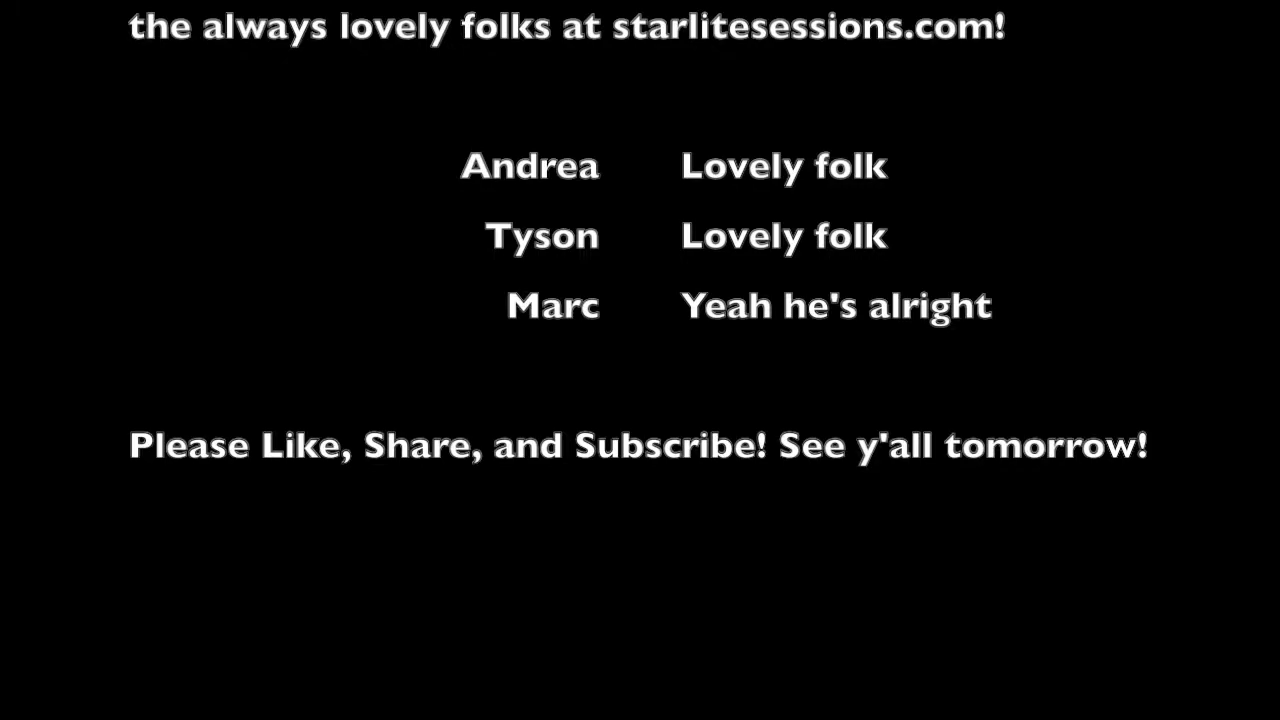 the always lovely folks at starlitesessions.com!
Andrea Lovely folk
Tyson Lovely folk
Marc Yeah he's alright
Please Like, Share, and Subscribe! See y'all tomorrow!